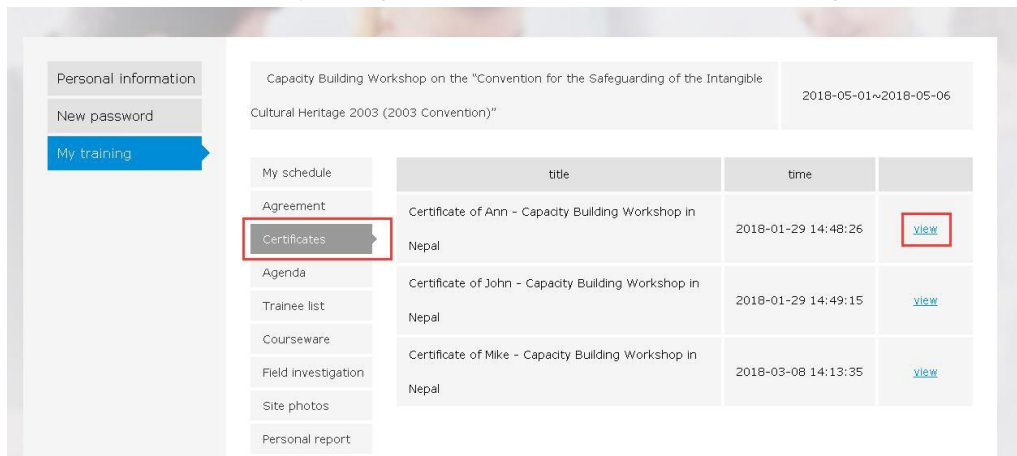 Personal information
New password
My training
Capacity Building Workshop on the "Convention for the Safeguarding of the Intangible
Cultural Heritage 2003 (2003 Convention)"
2018-05-01~2018-05-06
My schedule
Agreement
Certificates
Agenda
Trainee list
Courseware
Field investigation
Site photos
Personal report
title time
Certificate of Ann - Capacity Building Workshop in
Nepal
2018-01-29 14:48:26
view
Certificate of John - Capacity Building Workshop in
Nepal
2018-01-29 14:49:15
view
Certificate of Mike - Capacity Building Workshop in
Nepal
2018-03-08 14:13:35
view